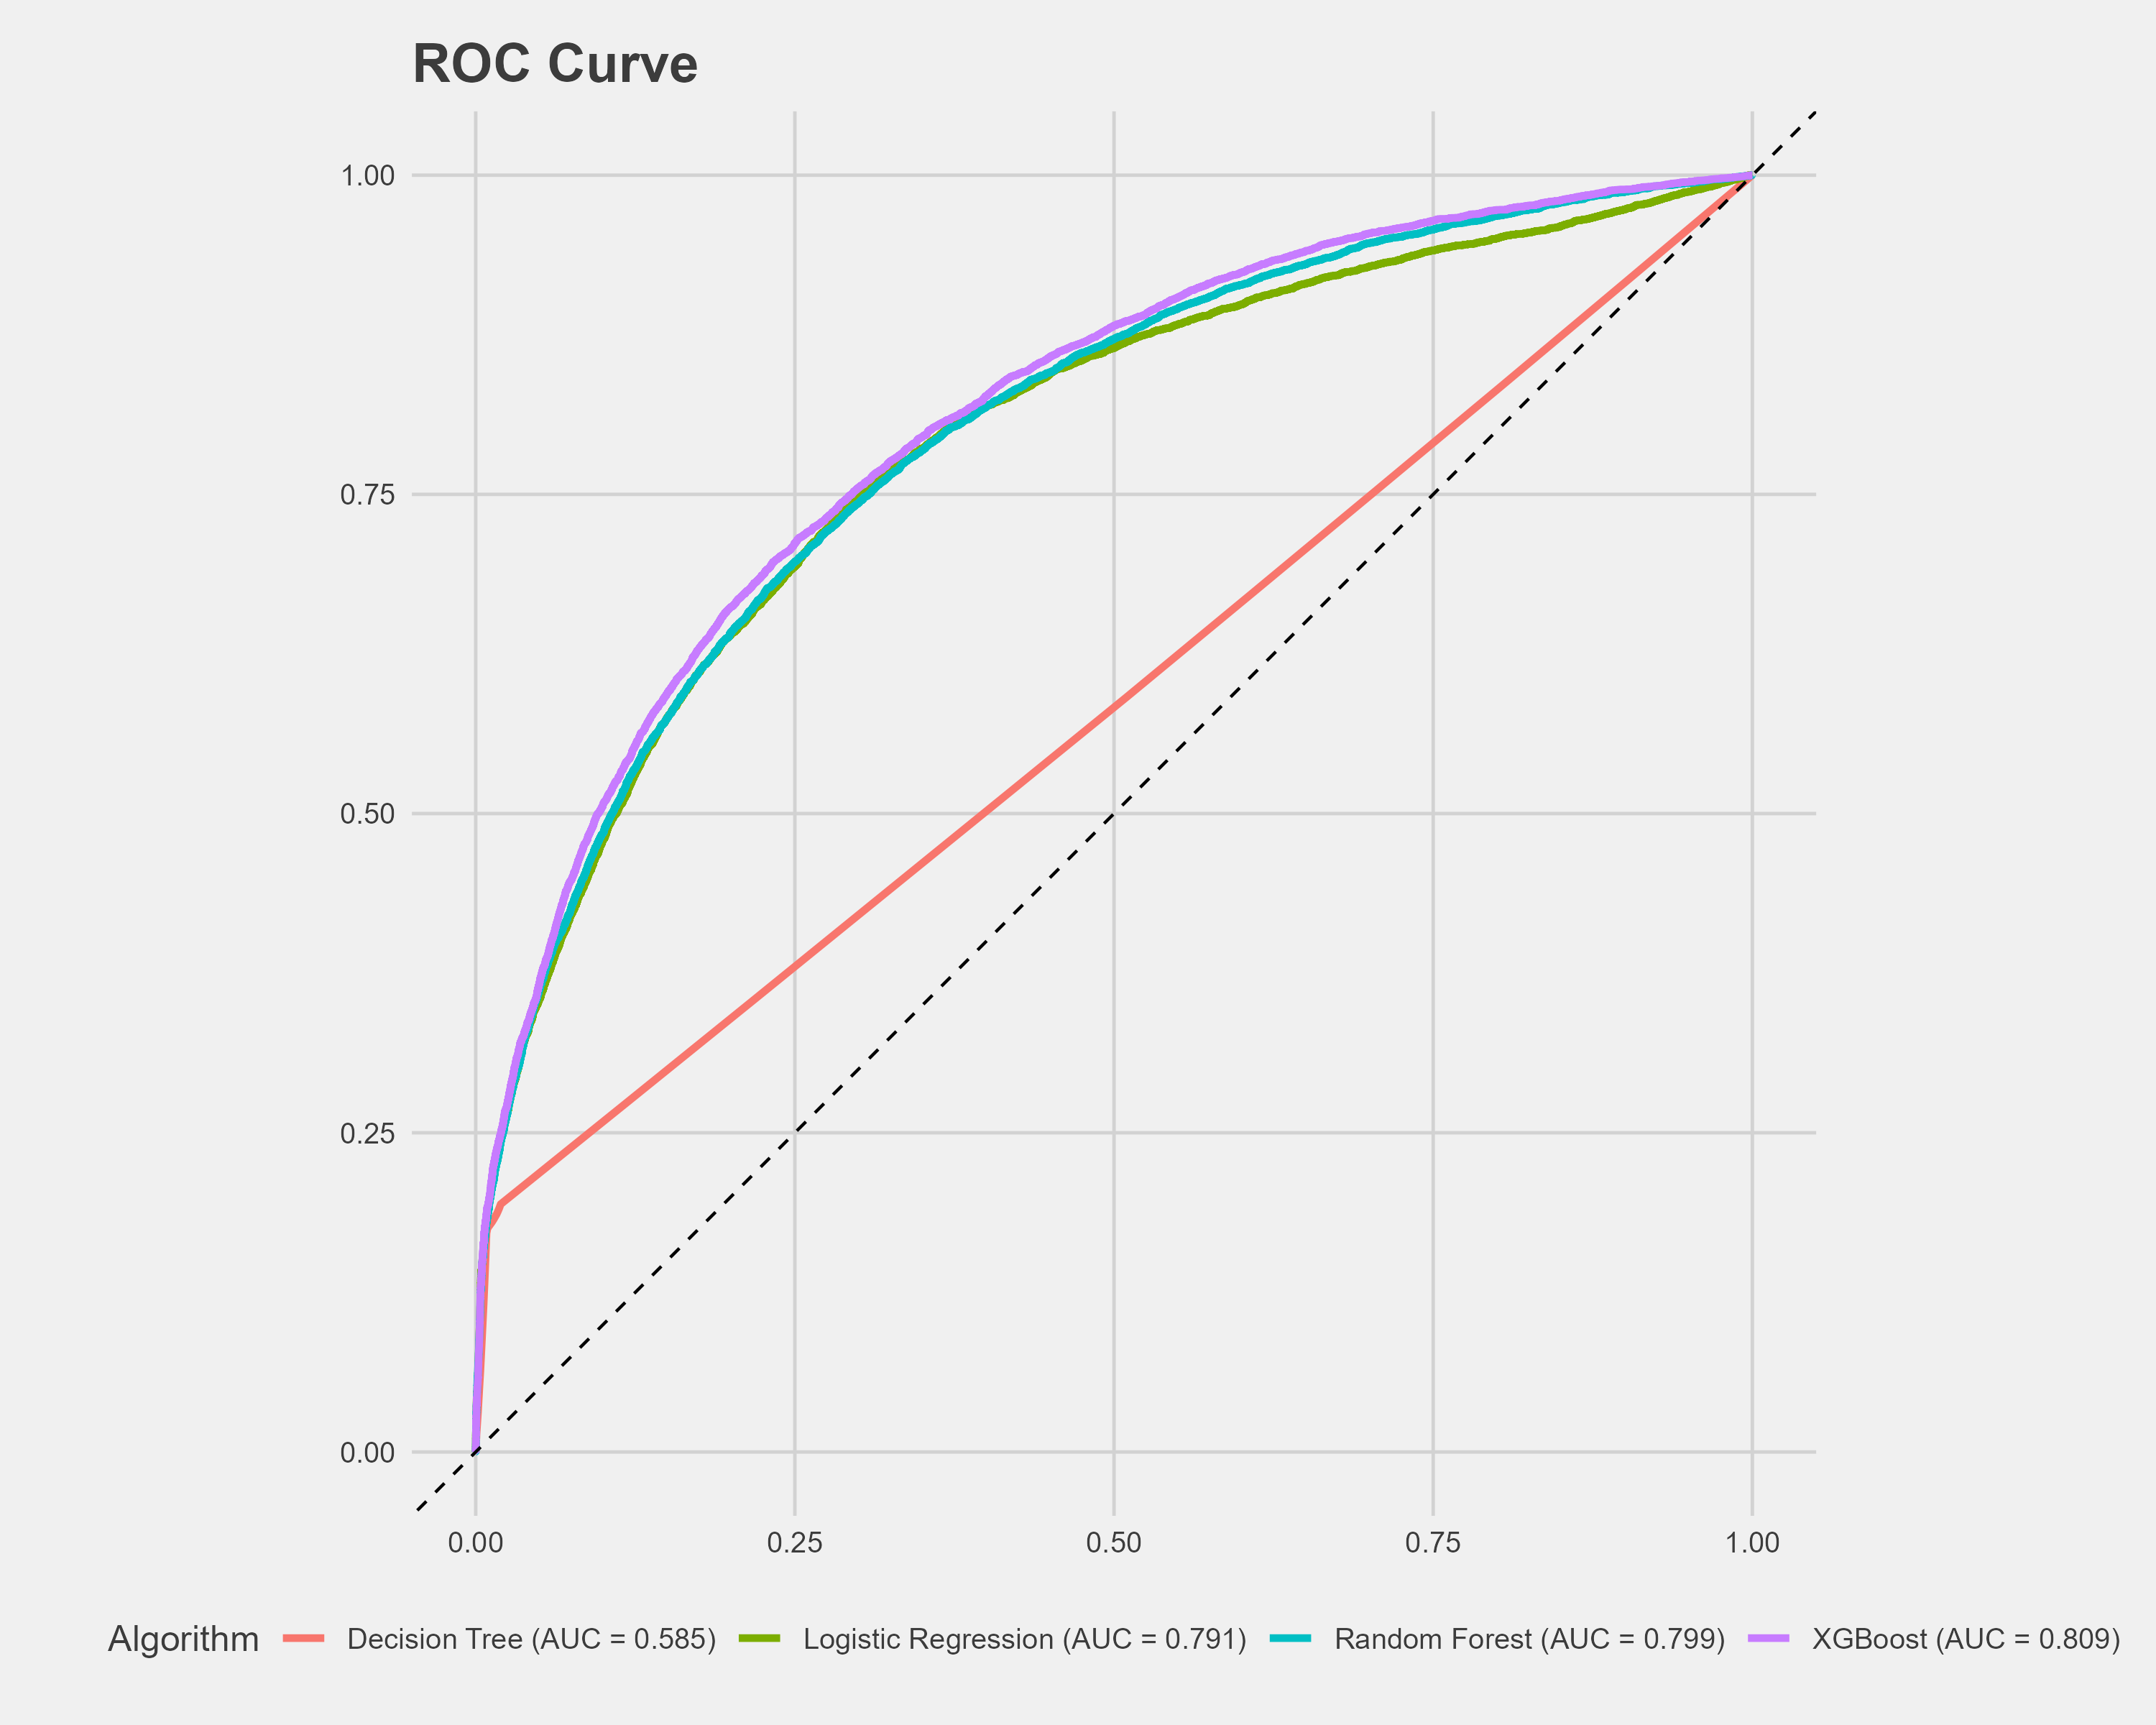 ROC Curve
1.00
0.75
0.50
0.25
0.00
0.00 0.25 0.50 0.75 1.00
Algorithm Decision Tree (AUC = 0.585) Logistic Regression (AUC = 0.791) Random Forest (AUC = 0.799) XGBoost (AUC = 0.809)